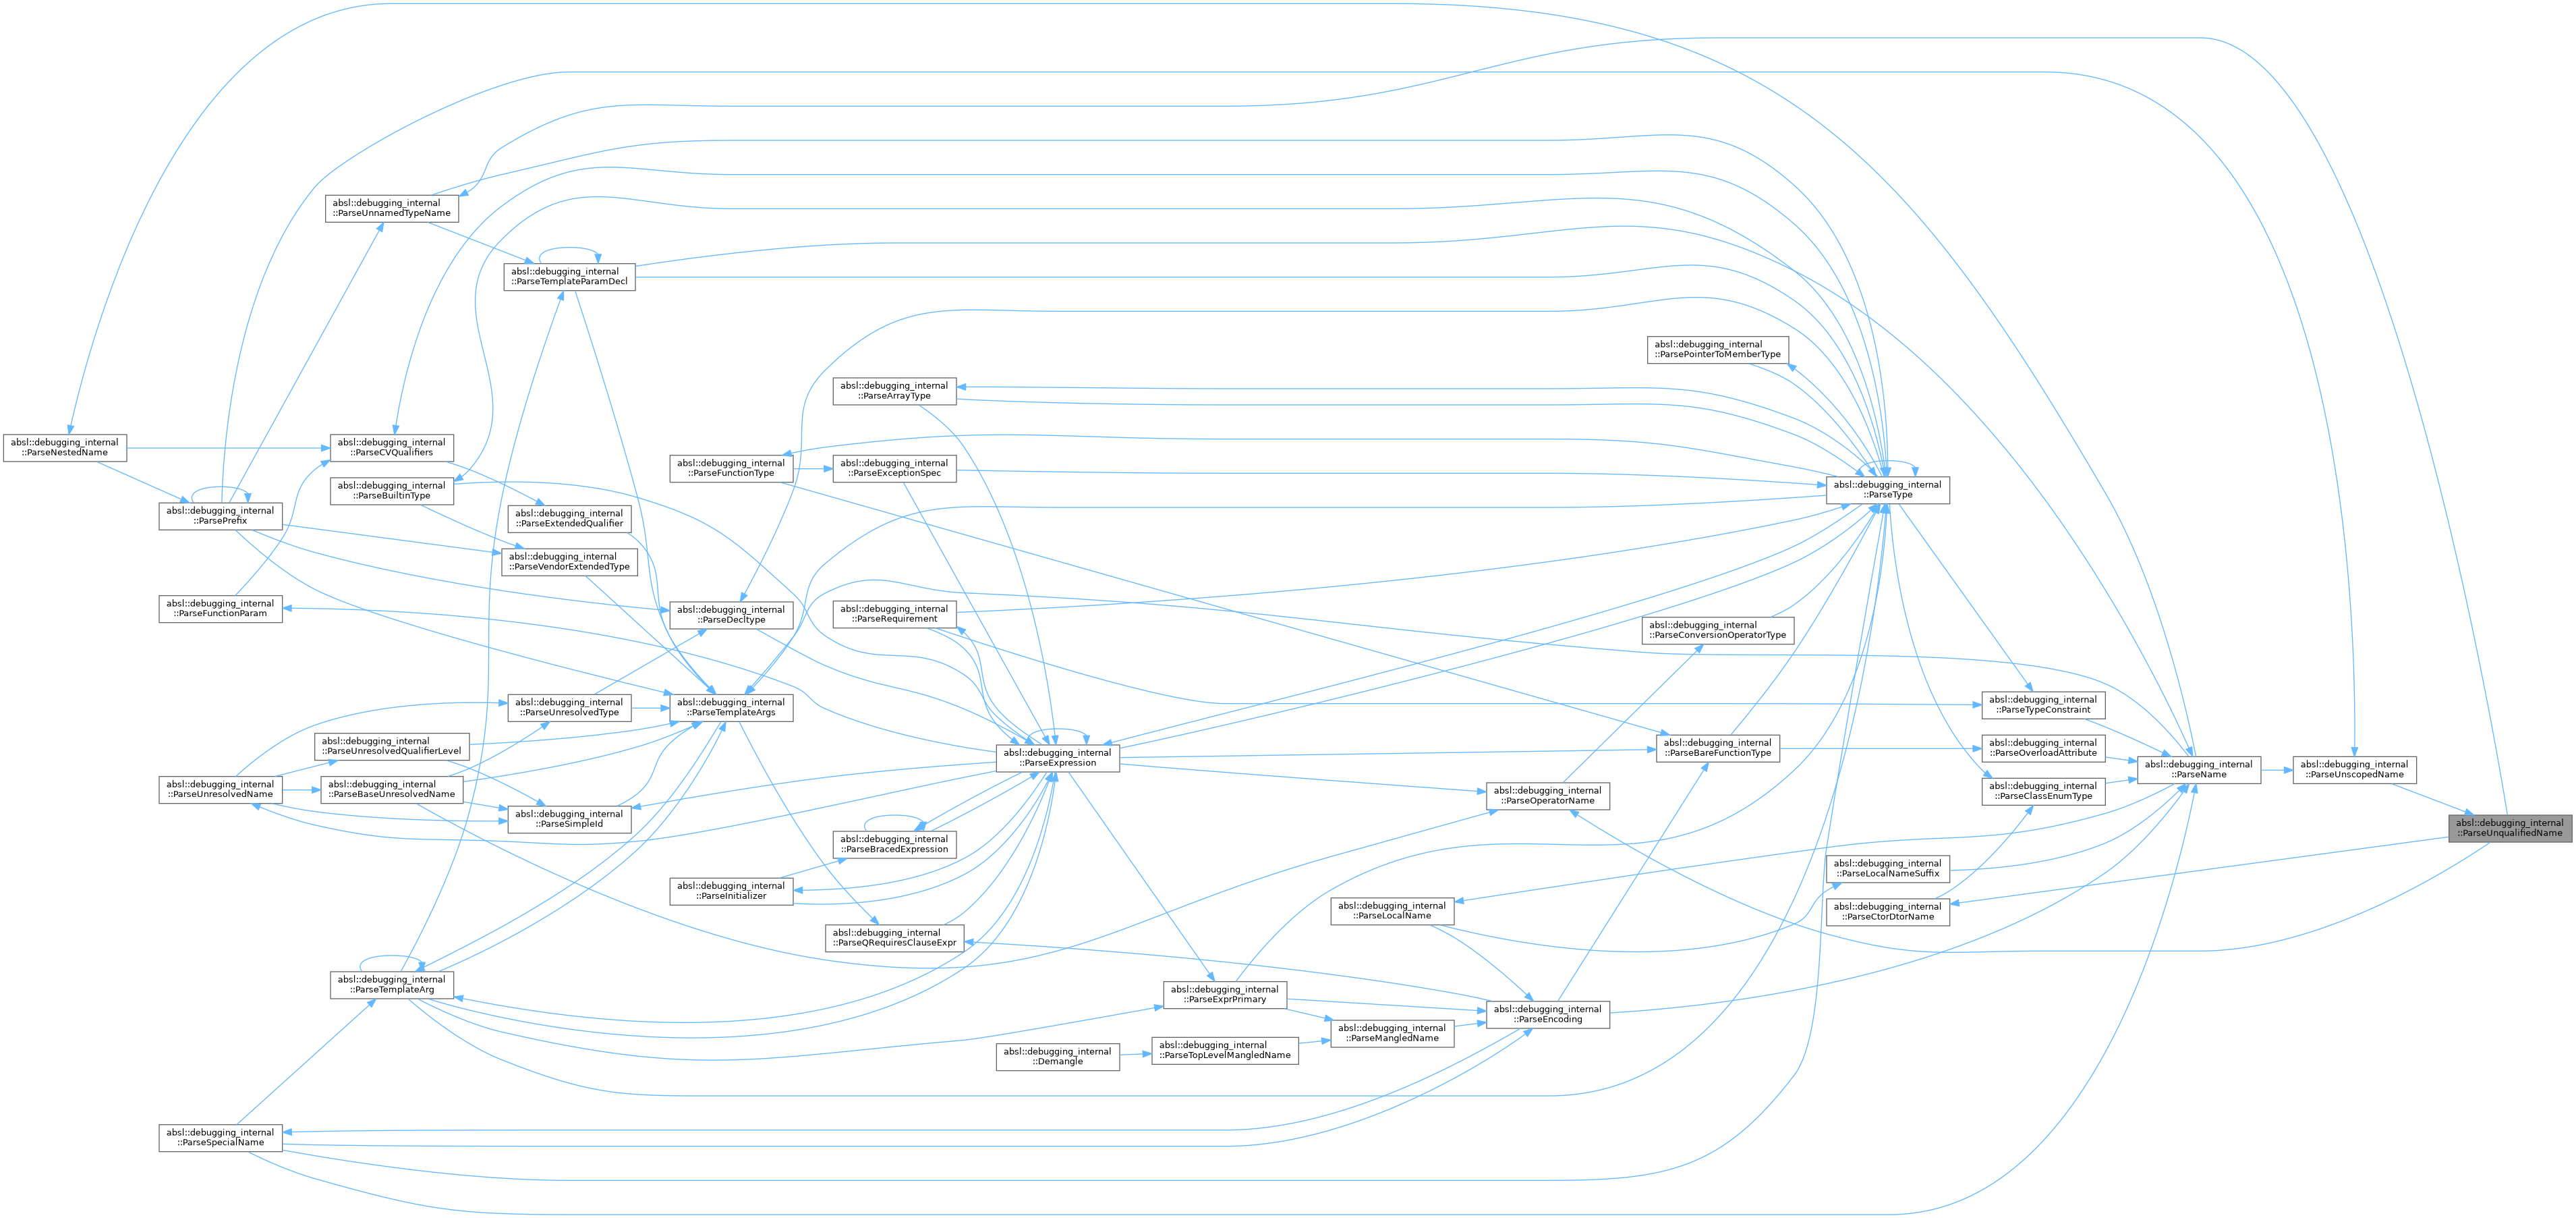 absl::debugging_internal
::ParseUnnamedTypeName
absl::debugging_internal
::ParseTemplateParamDecl
absl::debugging_internal
::ParsePointerToMemberType
absl::debugging_internal
::ParseArrayType
absl::debugging_internal
::ParseNestedName
absl::debugging_internal
::ParseCVQualifiers
absl::debugging_internal
::ParseFunctionType
absl::debugging_internal
::ParseExceptionSpec
absl::debugging_internal
::ParseType
absl::debugging_internal
::ParseBuiltinType
absl::debugging_internal
::ParsePrefix
absl::debugging_internal
::ParseExtendedQualifier
absl::debugging_internal
::ParseVendorExtendedType
absl::debugging_internal
::ParseFunctionParam
absl::debugging_internal
::ParseDecltype
absl::debugging_internal
::ParseRequirement
absl::debugging_internal
::ParseConversionOperatorType
absl::debugging_internal
::ParseUnresolvedType
absl::debugging_internal
::ParseTemplateArgs
absl::debugging_internal
::ParseTypeConstraint
absl::debugging_internal
::ParseUnresolvedQualifierLevel
absl::debugging_internal
::ParseExpression
absl::debugging_internal
::ParseBareFunctionType
absl::debugging_internal
::ParseOverloadAttribute
absl::debugging_internal
::ParseName
absl::debugging_internal
::ParseUnscopedName
absl::debugging_internal
::ParseUnresolvedName
absl::debugging_internal
::ParseBaseUnresolvedName
absl::debugging_internal
::ParseOperatorName
absl::debugging_internal
::ParseClassEnumType
absl::debugging_internal
::ParseSimpleId
absl::debugging_internal
::ParseUnqualifiedName
absl::debugging_internal
::ParseBracedExpression
absl::debugging_internal
::ParseLocalNameSuffix
absl::debugging_internal
::ParseInitializer
absl::debugging_internal
::ParseLocalName
absl::debugging_internal
::ParseCtorDtorName
absl::debugging_internal
::ParseQRequiresClauseExpr
absl::debugging_internal
::ParseTemplateArg
absl::debugging_internal
::ParseExprPrimary
absl::debugging_internal
::ParseEncoding
absl::debugging_internal
::ParseMangledName
absl::debugging_internal
::Demangle
absl::debugging_internal
::ParseTopLevelMangledName
absl::debugging_internal
::ParseSpecialName